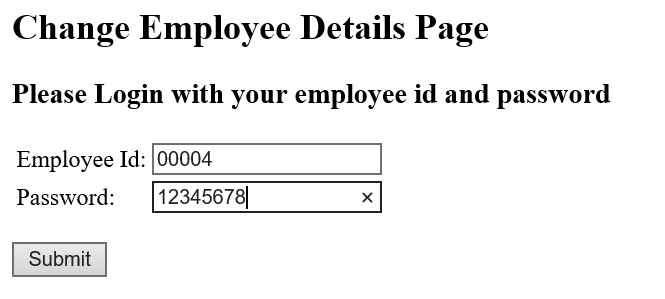 Change Employee Details Page
Please Login with your employee id and password
Employee Id: 00004
Password: 12345678
Submit